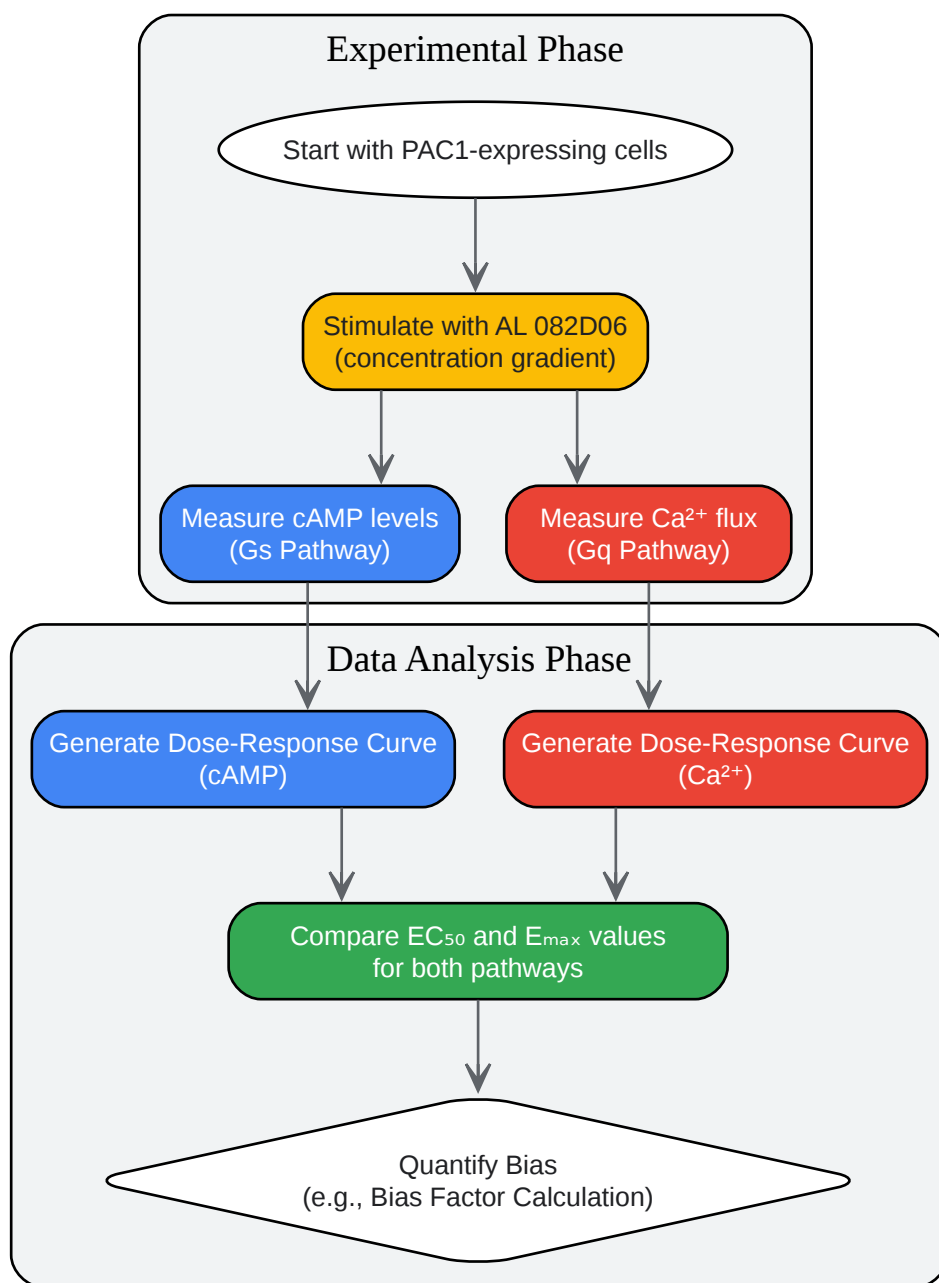 Experimental Phase
Start with PAC1-expressing cells
Stimulate with AL 082D06
(concentration gradient)
Measure cAMP levels
(Gs Pathway)
Measure Ca²⁺ flux
(Gq Pathway)
Data Analysis Phase
Generate Dose-Response Curve
(cAMP)
Generate Dose-Response Curve
(Ca²⁺)
Compare EC₅₀ and Eₘₐₓ values
for both pathways
Quantify Bias
(e.g., Bias Factor Calculation)